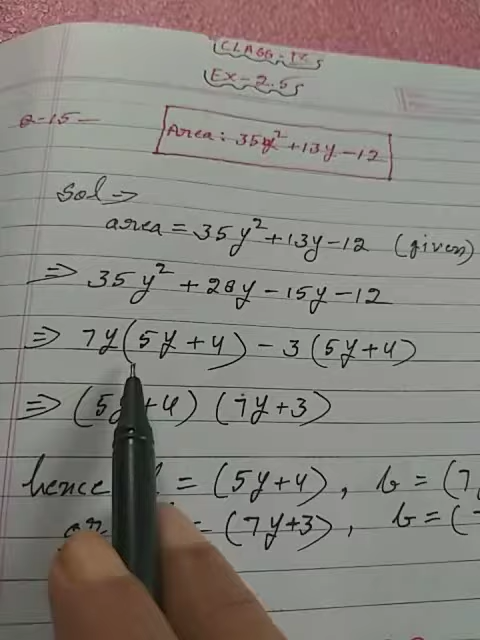 CLASS-IX
EX-2.5
Q-15-
Area: 35y²+13y-12
Sol ⇒
area = 35y²+13y-12 (given)
⇒ 35y² + 28y - 15y - 12
⇒ 7y(5y+4) - 3(5y+4)
⇒ (5y+4) (7y+3)
hence = (5y+4), b = (7
= (7y+3), b = (